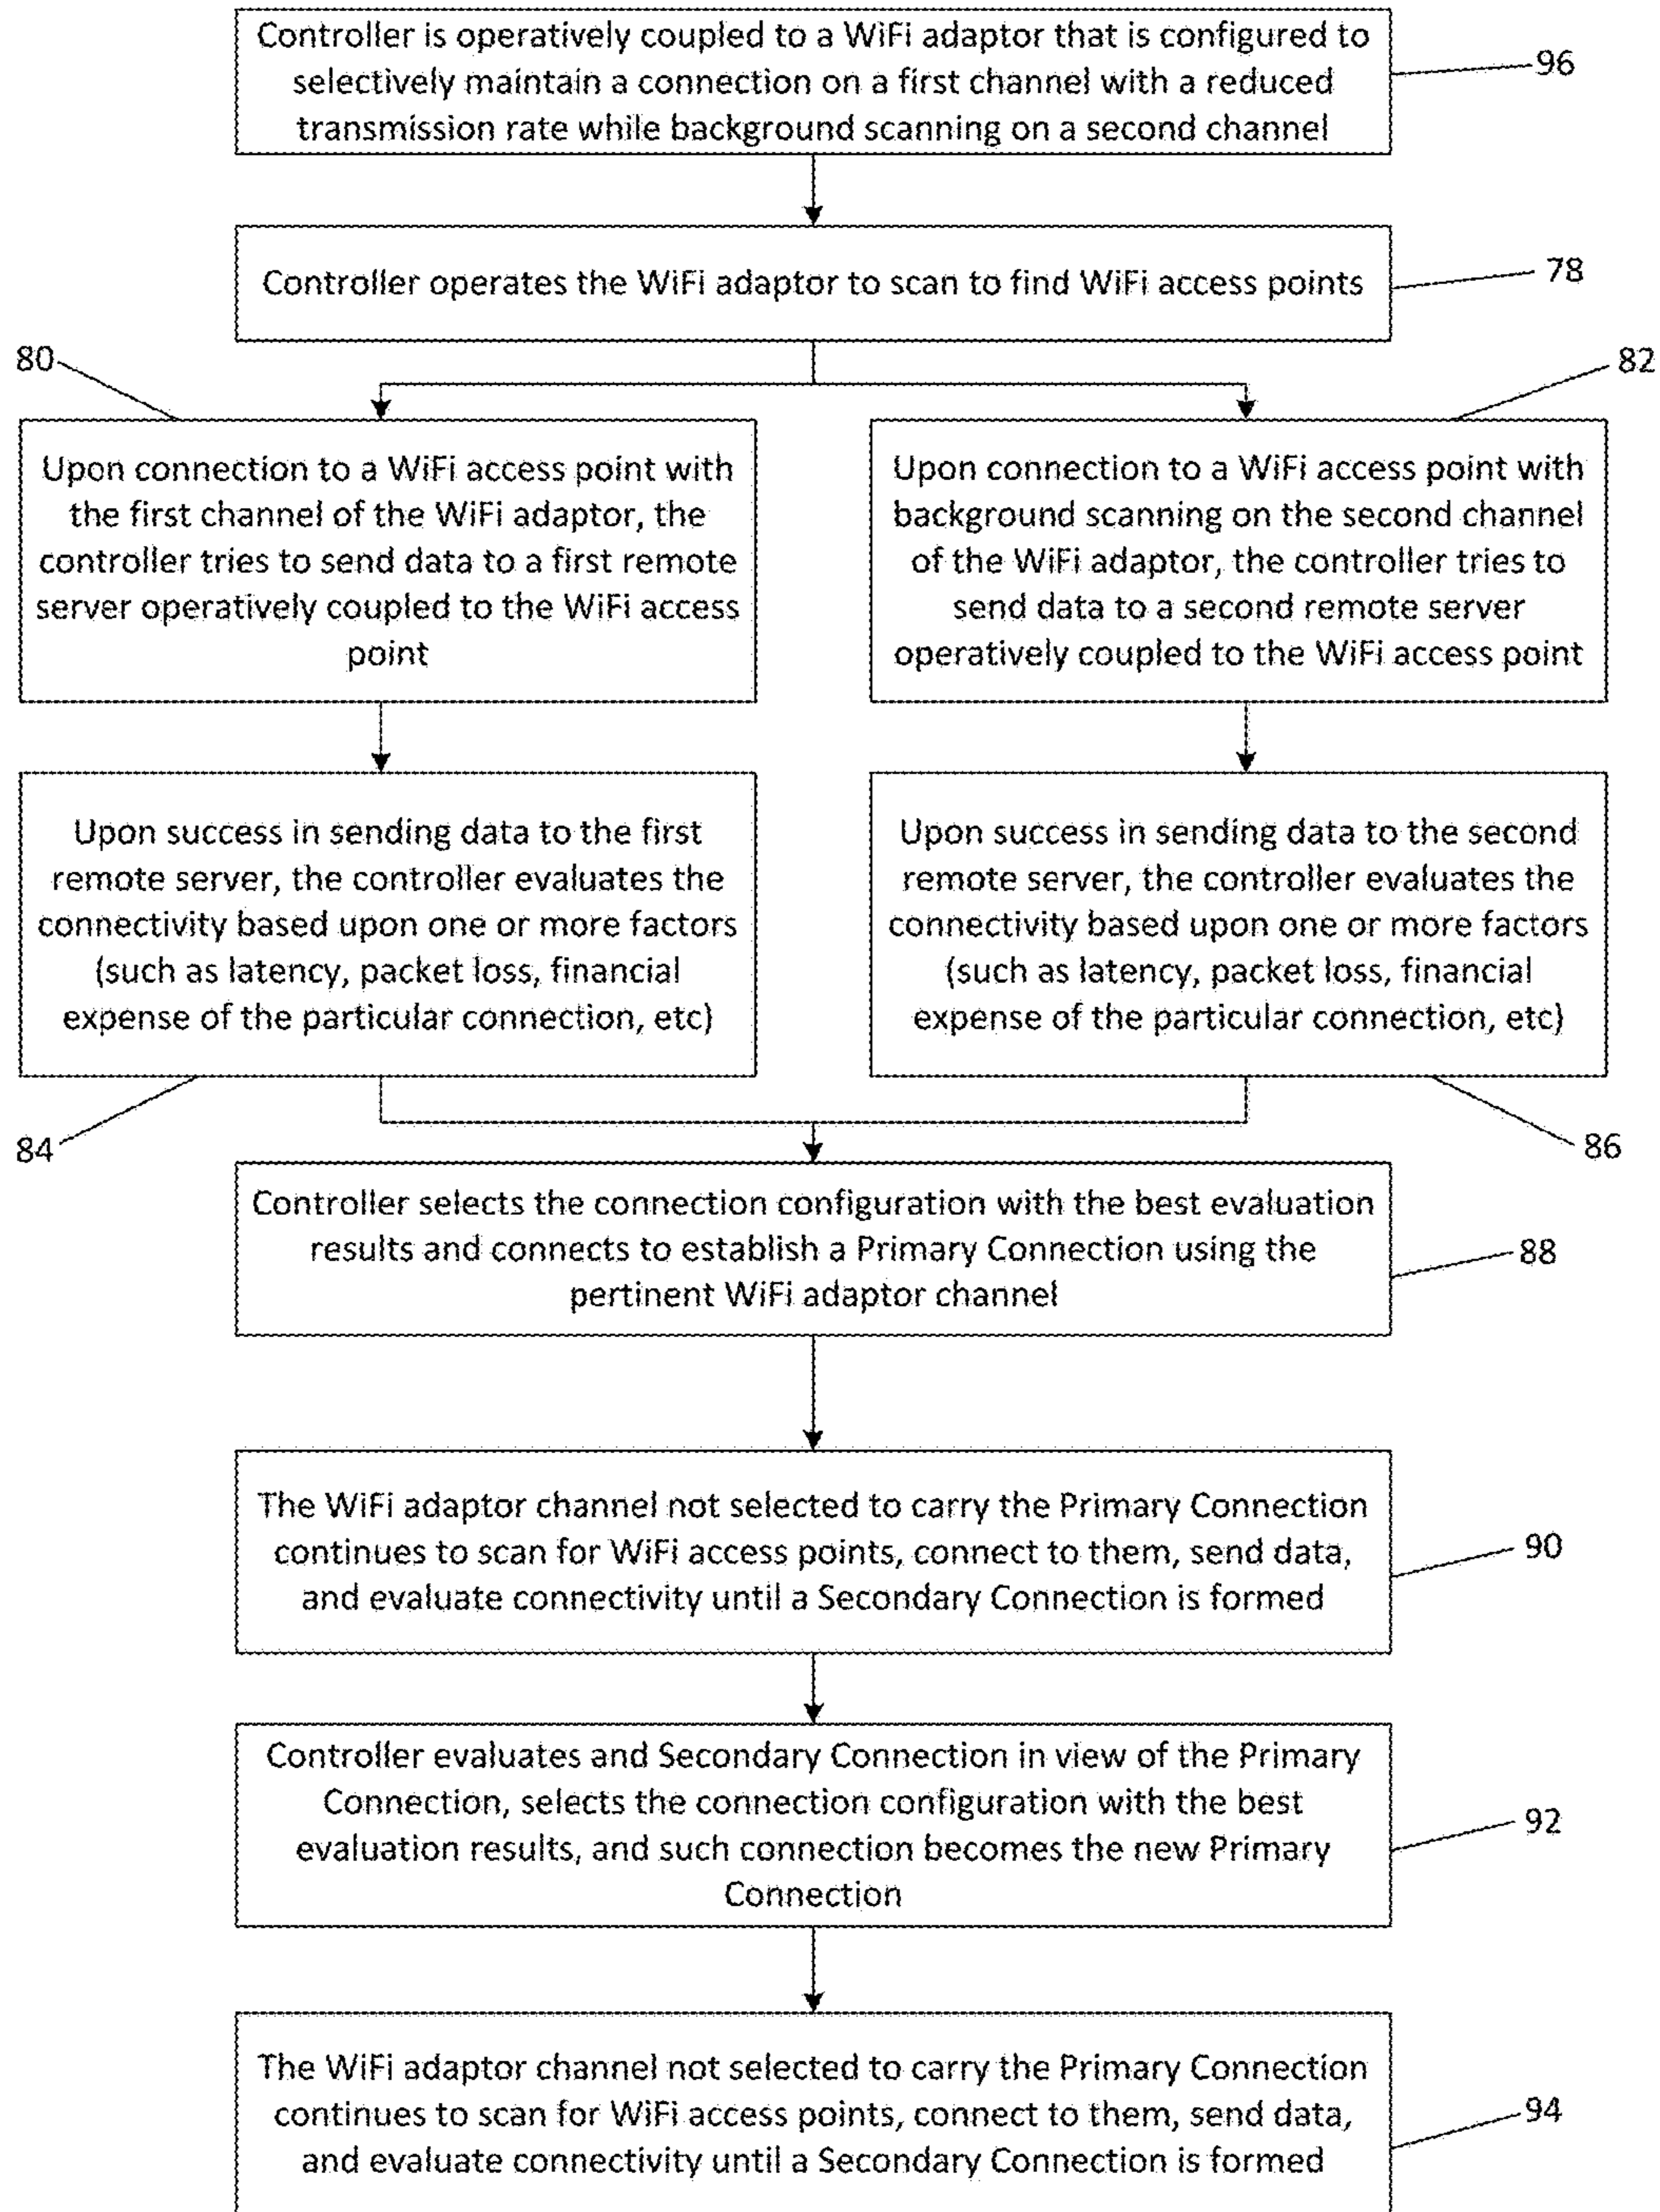 Controller is operatively coupled to a WiFi adaptor that is configured to
selectively maintain a connection on a first channel with a reduced
transmission rate while background scanning on a second channel
96
Controller operates the WiFi adaptor to scan to find WiFi access points
78
80
82
Upon connection to a WiFi access point with
the first channel of the WiFi adaptor, the
controller tries to send data to a first remote
server operatively coupled to the WiFi access
point
Upon connection to a WiFi access point with
background scanning on the second channel
of the WiFi adaptor, the controller tries to
send data to a second remote server
operatively coupled to the WiFi access point
Upon success in sending data to the first
remote server, the controller evaluates the
connectivity based upon one or more factors
(such as latency, packet loss, financial
expense of the particular connection, etc)
Upon success in sending data to the second
remote server, the controller evaluates the
connectivity based upon one or more factors
(such as latency, packet loss, financial
expense of the particular connection, etc)
84
86
Controller selects the connection configuration with the best evaluation
results and connects to establish a Primary Connection using the
pertinent WiFi adaptor channel
88
The WiFi adaptor channel not selected to carry the Primary Connection
continues to scan for WiFi access points, connect to them, send data,
and evaluate connectivity until a Secondary Connection is formed
90
Controller evaluates and Secondary Connection in view of the Primary
Connection, selects the connection configuration with the best
evaluation results, and such connection becomes the new Primary
Connection
92
The WiFi adaptor channel not selected to carry the Primary Connection
continues to scan for WiFi access points, connect to them, send data,
and evaluate connectivity until a Secondary Connection is formed
94